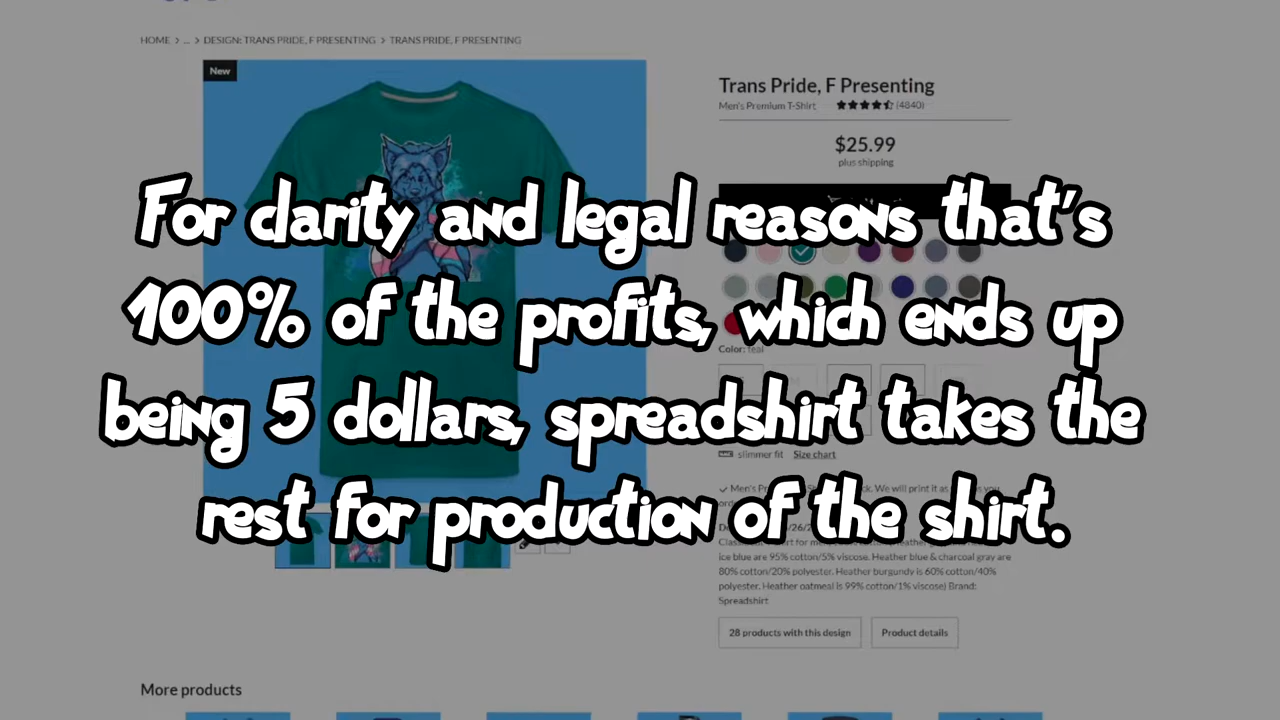 HOME > ... > DESIGN: TRANS PRIDE, F PRESENTING > TRANS PRIDE, F PRESENTING
New
Trans Pride, F Presenting
Men's Premium T-Shirt (4840)
$25.99
plus shipping
For clarity and legal reasons that's
100% of the profits, which ends up
being 5 dollars, spreadshirt takes the
rest for production of the shirt.
Color: teal
slimmer fit Size chart
ice blue are 95% cotton/5% viscose. Heather blue & charcoal gray are
80% cotton/20% polyester. Heather burgundy is 60% cotton/40%
polyester. Heather oatmeal is 99% cotton/1% viscose) Brand:
Spreadshirt
28 products with this design
Product details
More products